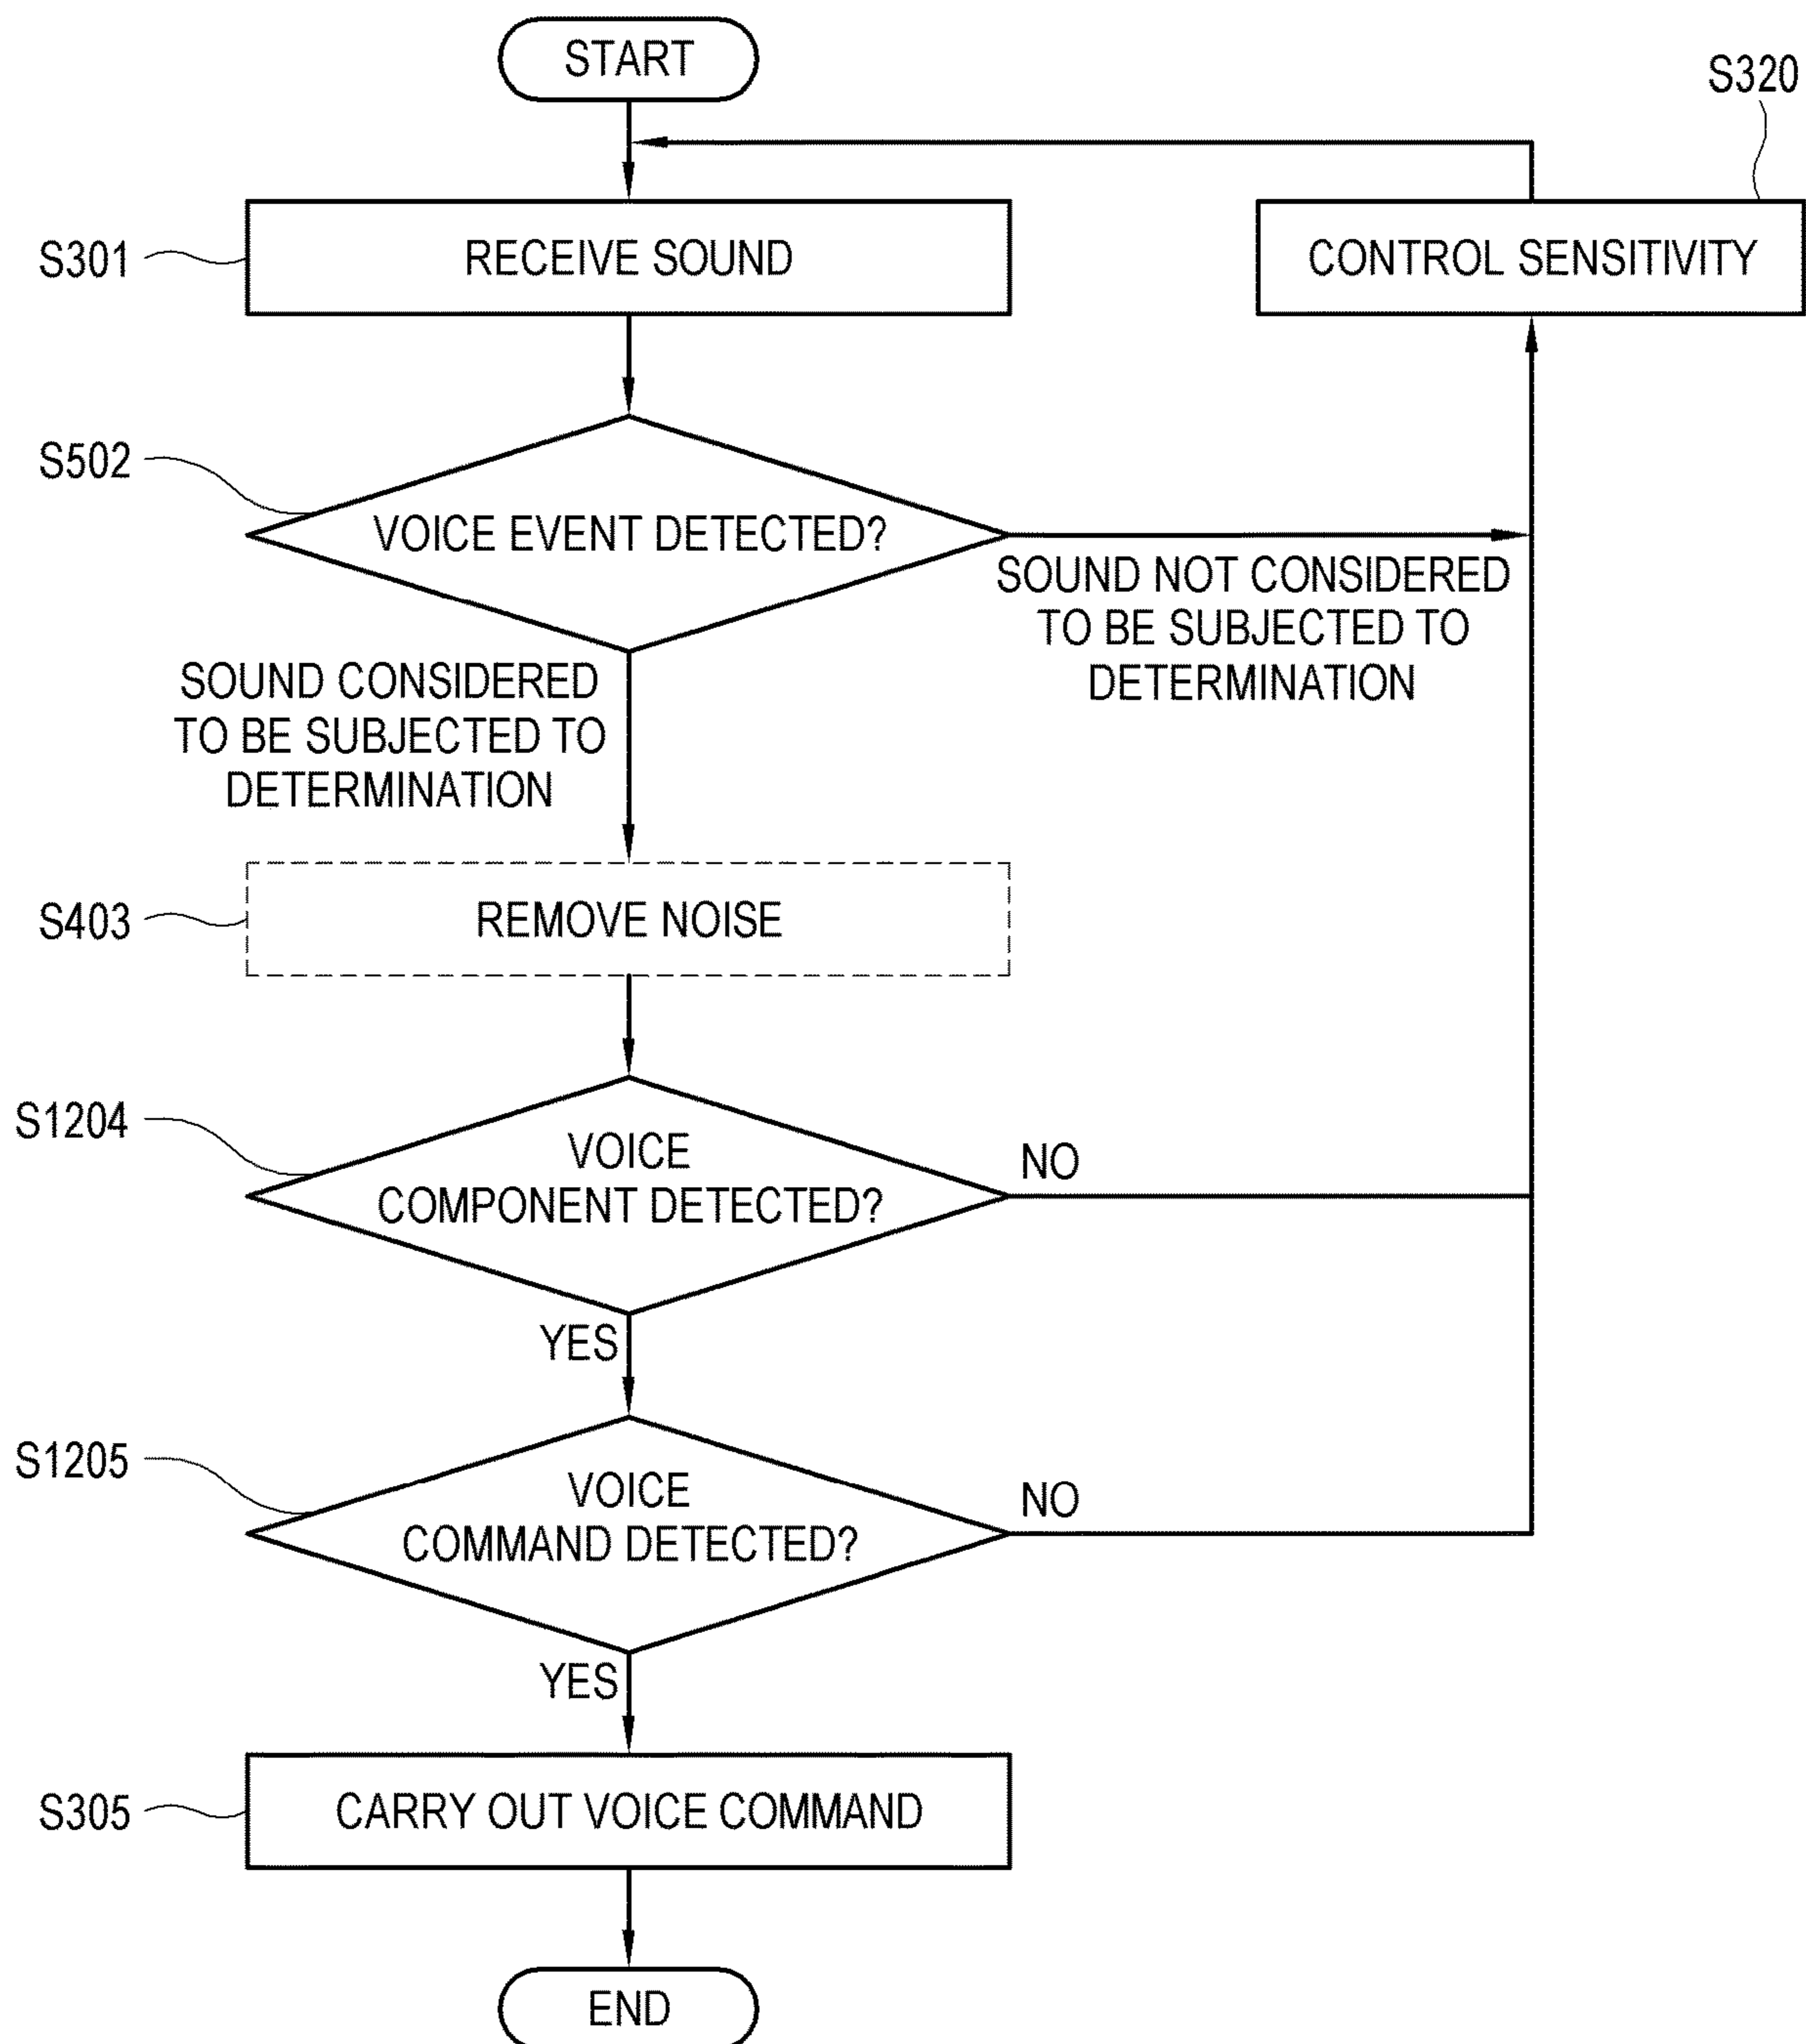 START
S320
S301
RECEIVE SOUND
CONTROL SENSITIVITY
S502
VOICE EVENT DETECTED?
SOUND NOT CONSIDERED
TO BE SUBJECTED TO
DETERMINATION
SOUND CONSIDERED
TO BE SUBJECTED TO
DETERMINATION
S403
REMOVE NOISE
S1204
VOICE
COMPONENT DETECTED?
NO
YES
S1205
VOICE
COMMAND DETECTED?
NO
YES
S305
CARRY OUT VOICE COMMAND
END